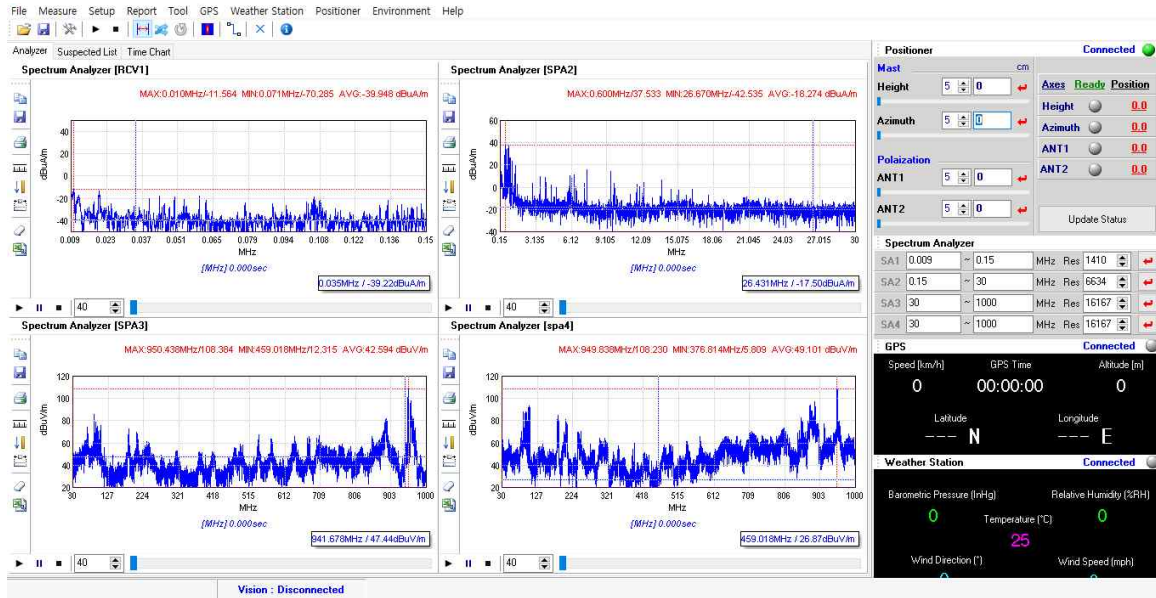 File Measure Setup Report Tool GPS Weather Station Positioner Environment Help
Analyzer Suspected List Time Chart
Spectrum Analyzer [RCV1]
MAX:0.010MHz/-11.564 MIN:0.071MHz/-70.285 AVG:-39.948 dBuA/m
dBuA/m
40
20
0
-20
-40
0.009 0.023 0.037 0.051 0.065 0.079 0.094 0.108 0.122 0.136 0.15
MHz
[MHz] 0.000sec
0.035MHz / -39.22dBuA/m
40
Spectrum Analyzer [SPA2]
MAX:0.600MHz/37.533 MIN:26.670MHz/-42.535 AVG:-18.274 dBuA/m
dBuA/m
60
40
20
0
-20
-40
0.15 3.135 6.12 9.105 12.09 15.075 18.06 21.045 24.03 27.015 30
MHz
[MHz] 0.000sec
26.431MHz / -17.50dBuA/m
40
Spectrum Analyzer [SPA3]
MAX:950.438MHz/108.384 MIN:459.018MHz/12.315 AVG:42.594 dBuV/m
dBuV/m
120
100
80
60
40
20
30 127 224 321 418 515 612 709 806 903 1000
MHz
[MHz] 0.000sec
941.678MHz / 47.44dBuV/m
40
Spectrum Analyzer [spa4]
MAX:949.838MHz/108.230 MIN:376.814MHz/5.809 AVG:49.101 dBuV/m
dBuV/m
120
100
80
60
40
20
30 127 224 321 418 515 612 709 806 903 1000
MHz
[MHz] 0.000sec
459.018MHz / 26.87dBuV/m
40
Positioner Connected
Mast cm
Height 5 0
Azimuth 5 0
Polaization
ANT1 5 0
ANT2 5 0
Axes Ready Position
Height 0.0
Azimuth 0.0
ANT1 0.0
ANT2 0.0
Update Status
Spectrum Analyzer
SA1 0.009 ~ 0.15 MHz Res 1410
SA2 0.15 ~ 30 MHz Res 6634
SA3 30 ~ 1000 MHz Res 16167
SA4 30 ~ 1000 MHz Res 16167
GPS Connected
Speed [km/h] GPS Time Altitude [m]
0 00:00:00 0
Latitude Longitude
--- N --- E
Weather Station Connected
Barometric Pressure (InHg) Relative Humidity (%RH)
0 Temperature (°C) 0
25
Wind Direction (°) Wind Speed (mph)
Vision : Disconnected